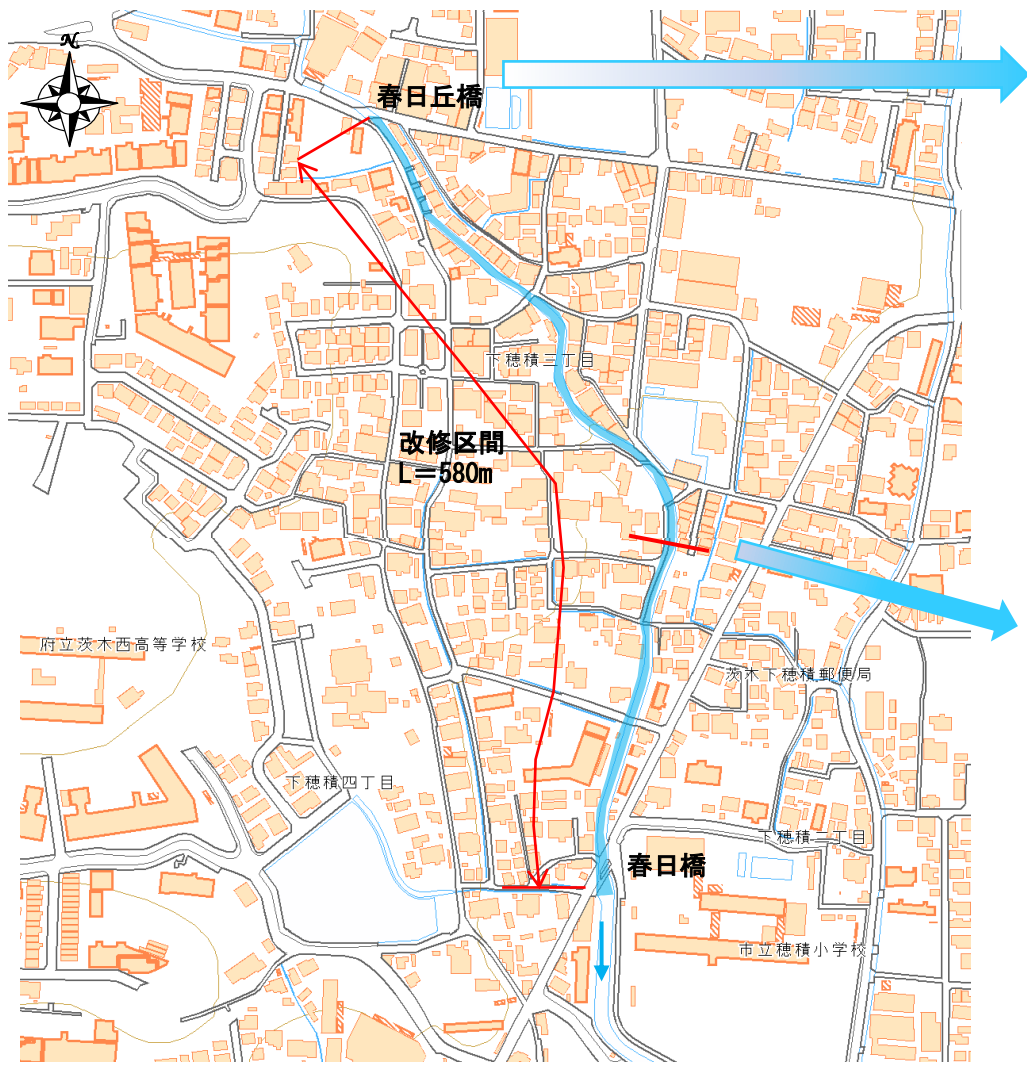 N
春日丘橋
下穂積三丁目
改修区間
L=580m
府立茨木西高等学校
茨木下穂積郵便局
下穂積四丁目
下穂積二丁目
春日橋
市立穂積小学校